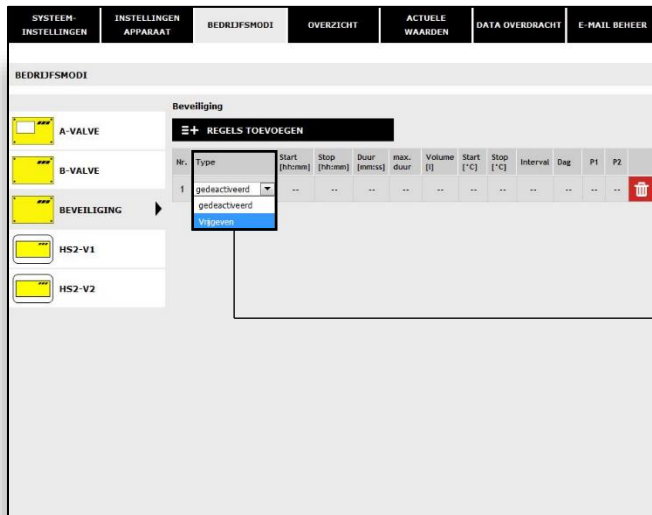 SYSTEEM-
INSTELLINGEN
INSTELLINGEN
APPARAAT
BEDRIJFSMODI
OVERZICHT
ACTUELE
WAARDEN
DATA OVERDRACHT
E-MAIL BEHEER
BEDRIJFSMODI
A-VALVE
B-VALVE
BEVEILIGING
HS2-V1
HS2-V2
Beveiliging
REGELS TOEVOEGEN
Nr. Type Start [hh:mm] Stop [hh:mm] Duur [mm:ss] max. duur Volume [l] Start [°C] Stop [°C] Interval Dag P1 P2
1 gedeactiveerd -- -- -- -- -- -- -- -- -- -- --
gedeactiveerd
Vrijgeven